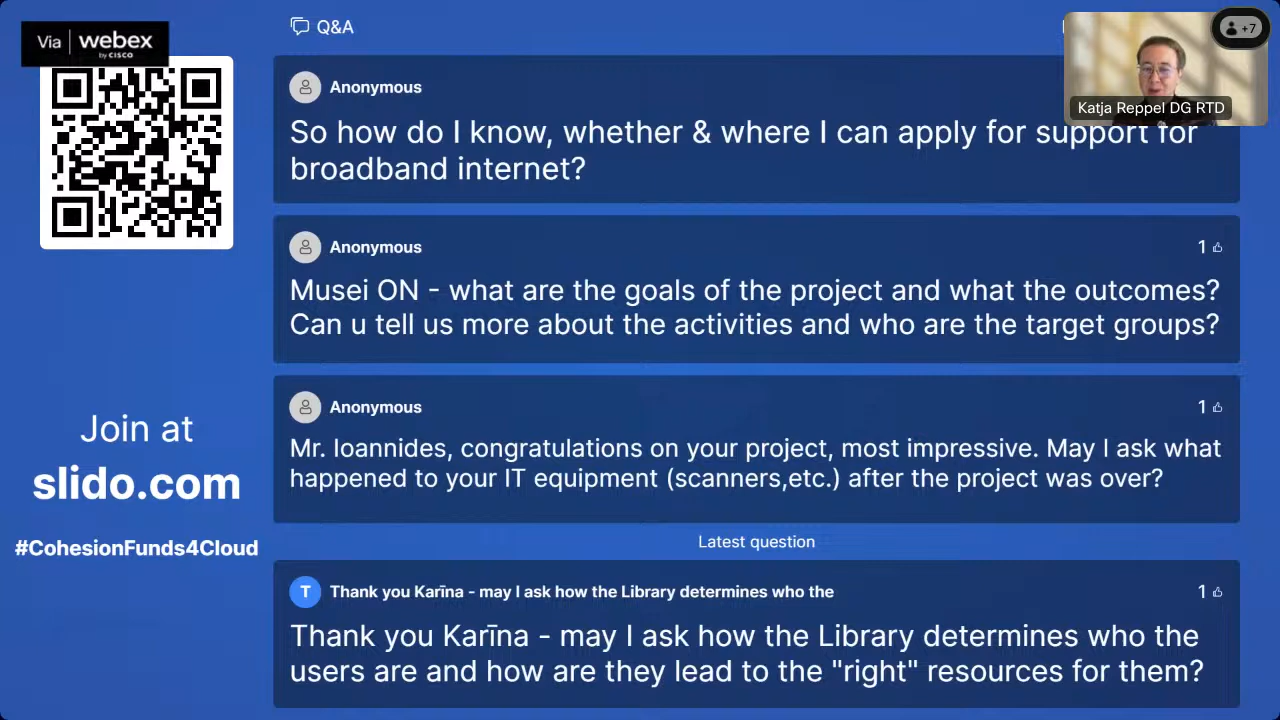 Via | webex
by CISCO
Q&A
+7
Katja Reppel DG RTD
Anonymous
So how do I know, whether & where I can apply for support for
broadband internet?
Anonymous
1
Musei ON - what are the goals of the project and what the outcomes?
Can u tell us more about the activities and who are the target groups?
Anonymous
1
Mr. Ioannides, congratulations on your project, most impressive. May I ask what
happened to your IT equipment (scanners,etc.) after the project was over?
Join at
slido.com
#CohesionFunds4Cloud
Latest question
T
Thank you Karīna - may I ask how the Library determines who the
1
Thank you Karīna - may I ask how the Library determines who the
users are and how are they lead to the "right" resources for them?